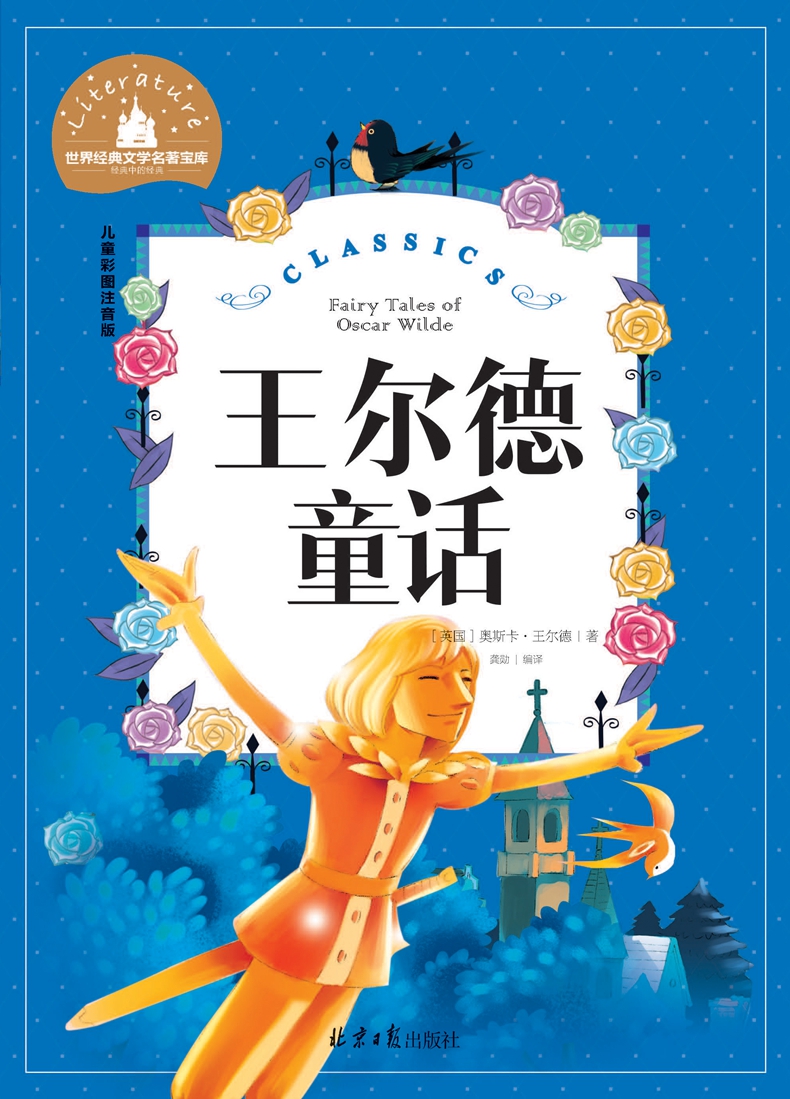 Literature
世界经典文学名著宝库
经典中的经典
儿童彩图注音版
CLASSICS
Fairy Tales of
Oscar Wilde
王尔德
童话
［英国］奥斯卡·王尔德 | 著
龚勋 | 编译
北京日报出版社